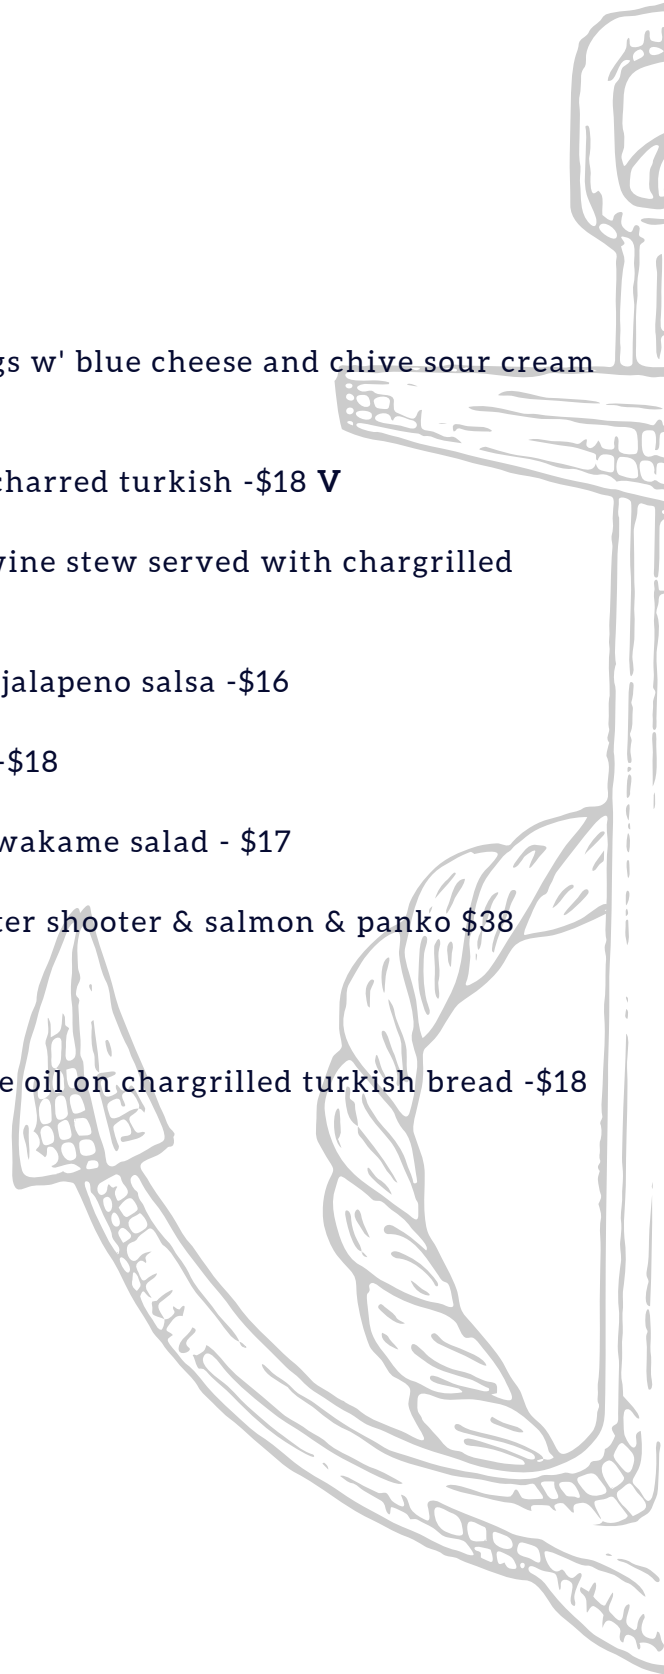 gs w' blue cheese and chive sour cream
charred turkish -$18 V
wine stew served with chargrilled
jalapeno salsa -$16
-$18
wakame salad - $17
ter shooter & salmon & panko $38
e oil on chargrilled turkish bread -$18